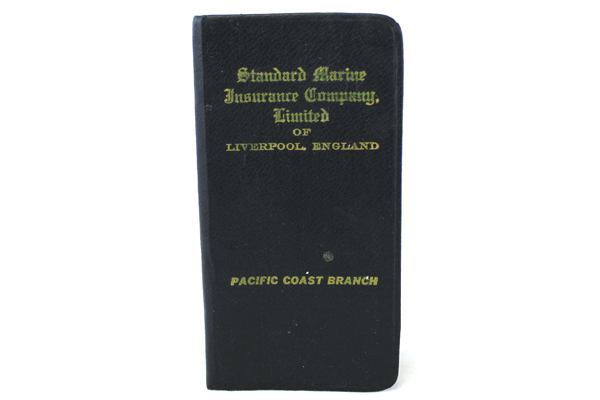 Standard Marine
Insurance Company,
Limited
OF
LIVERPOOL, ENGLAND
PACIFIC COAST BRANCH